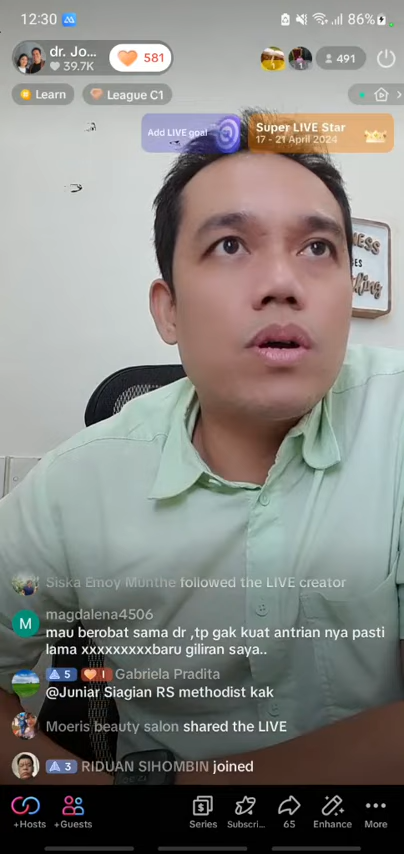 12:30
86%
dr. Jo...
39.7K
581
491
Learn
League C1
Add LIVE goal
Super LIVE Star
17 - 21 April 2024
NESS
ES
king
Siska Emoy Munthe followed the LIVE creator
M
magdalena4506
mau berobat sama dr ,tp gak kuat antrian nya pasti
lama xxxxxxxxxbaru giliran saya..
5
1
Gabriela Pradita
@Juniar Siagian RS methodist kak
Moeris beauty salon shared the LIVE
3
RIDUAN SIHOMBIN joined
+Hosts
+Guests
Series
Subscri...
65
Enhance
More